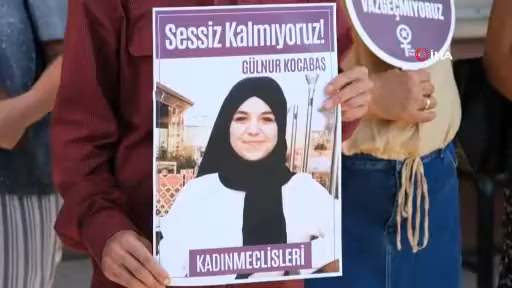 Sessiz Kalmıyoruz!
GÜLNUR KOCABAŞ
KADINMECLİSLERİ
VAZGEÇMİYORUZ
İHA